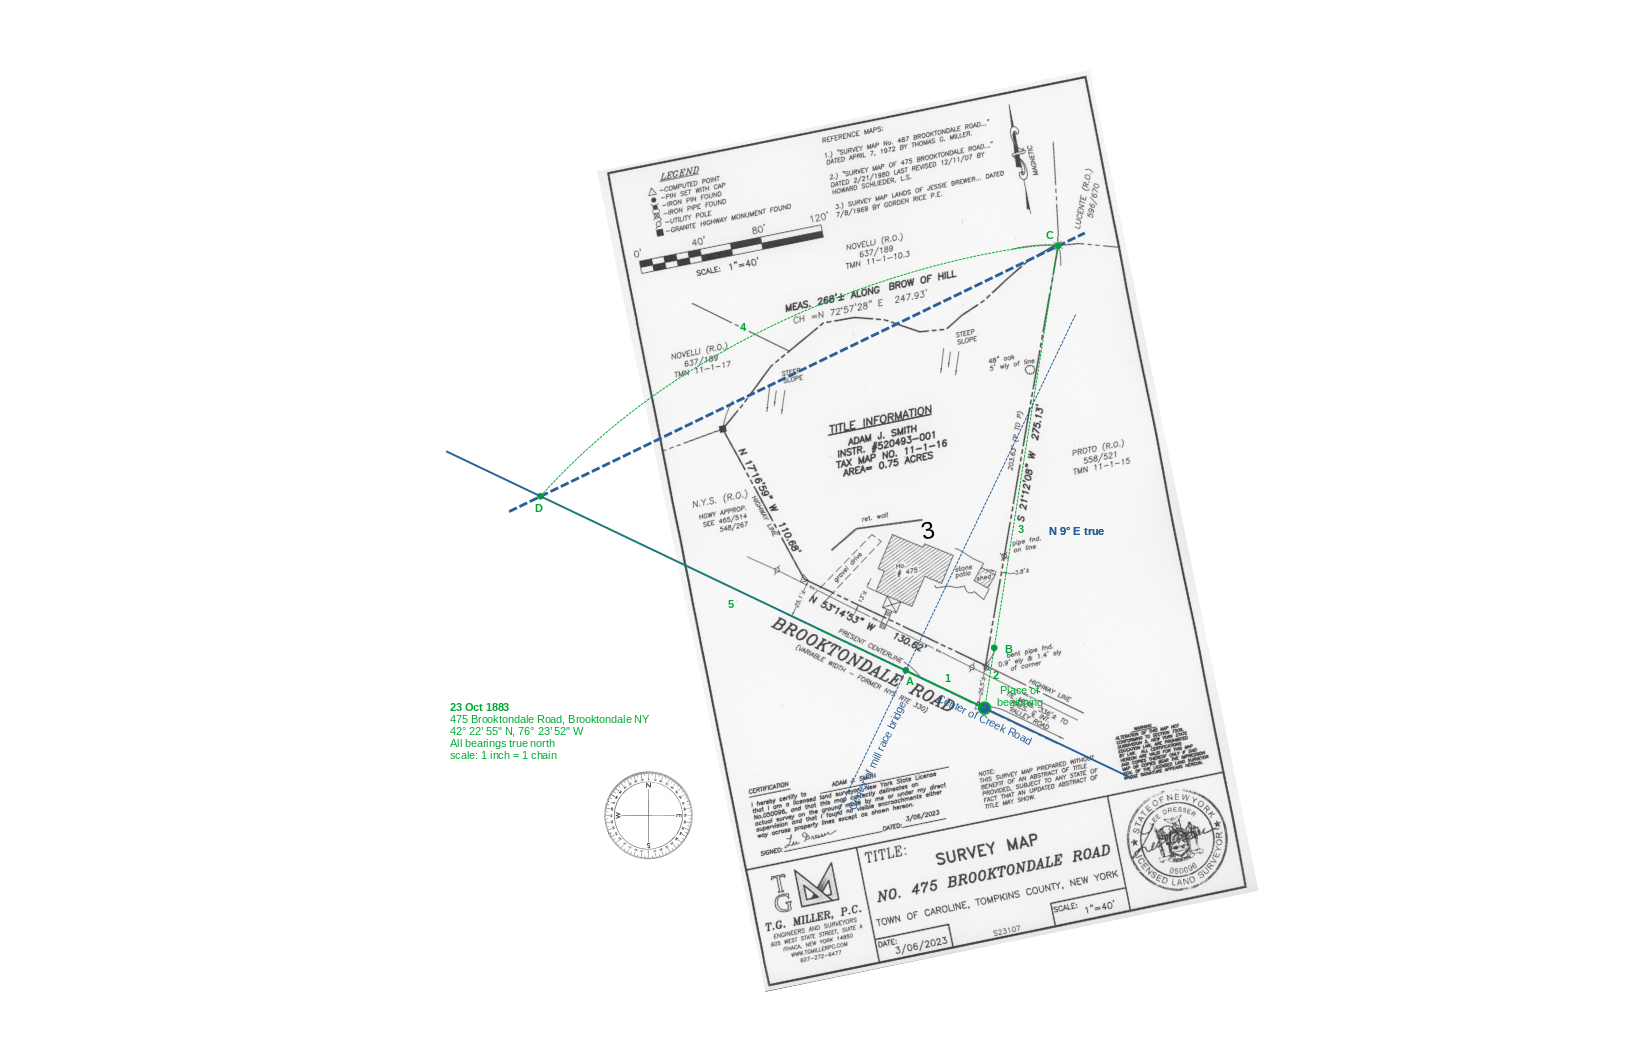 REFERENCE MAPS:
1.) "SURVEY MAP No. 467 BROOKTONDALE ROAD..."
DATED APRIL 7, 1972 BY THOMAS G. MILLER.
2.) "SURVEY MAP OF 475 BROOKTONDALE ROAD..."
DATED 2/21/1980 LAST REVISED 12/11/07 BY
HOWARD SCHLIEDER, L.S.
3.) SURVEY MAP LANDS OF JESSIE BREWER... DATED
7/8/1969 BY GORDEN RICE P.E.
MAGNETIC
LEGEND
-COMPUTED POINT
-PIN SET WITH CAP
-IRON PIN FOUND
-IRON PIPE FOUND
-UTILITY POLE
-GRANITE HIGHWAY MONUMENT FOUND
0' 40' 80' 120'
SCALE: 1"=40'
LUCENTE (R.O.)
596/670
C
NOVELLI (R.O.)
637/189
TMN 11-1-10.3
MEAS. 268'± ALONG BROW OF HILL
CH =N 72°57'28" E 247.93'
4
NOVELLI (R.O.)
637/189
TMN 11-1-17
STEEP
SLOPE
STEEP
SLOPE
48" oak
5' wly of line
TITLE INFORMATION
ADAM J. SMITH
INSTR. #520493-001
TAX MAP NO. 11-1-16
AREA= 0.75 ACRES
203.63' (P. TO P)
S 21°12'08" W 275.13'
PROTO (R.O.)
558/521
TMN 11-1-15
N 17°16'59" W 110.68'
HIGHWAY LINE
N.Y.S. (R.O.)
HGWY APPROP.
SEE 465/514
548/267
D
ret. wall
3
3
N 9° E true
pipe fnd.
on line
gravel drive
No.
# 475
stone
patio
shed
3.8'±
5
N 53°14'53" W 130.62'
PRESENT CENTERLINE
BROOKTONDALE ROAD
(VARIABLE WIDTH - FORMER NYS RTE 330)
B
bent pipe fnd.
0.9' ely & 1.4' sly
of corner
A
1
2
Place of
beginning
HIGHWAY LINE
VALLEY ROAD
Center of Creek Road
mill race bridge
23 Oct 1883
475 Brooktondale Road, Brooktondale NY
42° 22' 55" N, 76° 23' 52" W
All bearings true north
scale: 1 inch = 1 chain
N
W
E
S
CERTIFICATION
ADAM J. SMITH
I hereby certify to
that I am a licensed land surveyor, New York State License
No.050096, and that this map correctly delineates an
actual survey on the ground made by me or under my direct
supervision and that I found no visible encroachments either
way across property lines except as shown hereon.
SIGNED: Lee Dresser DATED: 3/06/2023
NOTE:
THIS SURVEY MAP PREPARED WITHOUT
BENEFIT OF AN ABSTRACT OF TITLE
PROVIDED, SUBJECT TO ANY STATE OF
FACT THAT AN UPDATED ABSTRACT OF
TITLE MAY SHOW.
TG
T.G. MILLER, P.C.
ENGINEERS AND SURVEYORS
605 WEST STATE STREET, SUITE A
ITHACA, NEW YORK 14850
WWW.TGMILLERPC.COM
607-272-6477
TITLE:
SURVEY MAP
NO. 475 BROOKTONDALE ROAD
TOWN OF CAROLINE, TOMPKINS COUNTY, NEW YORK
DATE:
3/06/2023
S23107
SCALE: 1"=40'
STATE OF NEW YORK
LEE DRESSER
050096
LICENSED LAND SURVEYOR